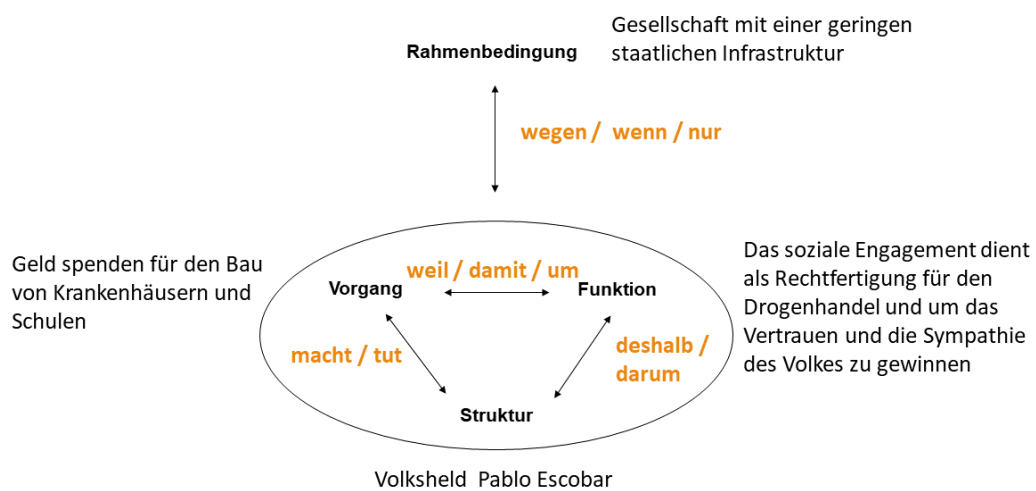 Rahmenbedingung
Gesellschaft mit einer geringen
staatlichen Infrastruktur
wegen / wenn / nur
Geld spenden für den Bau
von Krankenhäusern und
Schulen
weil / damit / um
Vorgang
Funktion
Das soziale Engagement dient
als Rechtfertigung für den
Drogenhandel und um das
Vertrauen und die Sympathie
des Volkes zu gewinnen
macht / tut
deshalb /
darum
Struktur
Volksheld Pablo Escobar